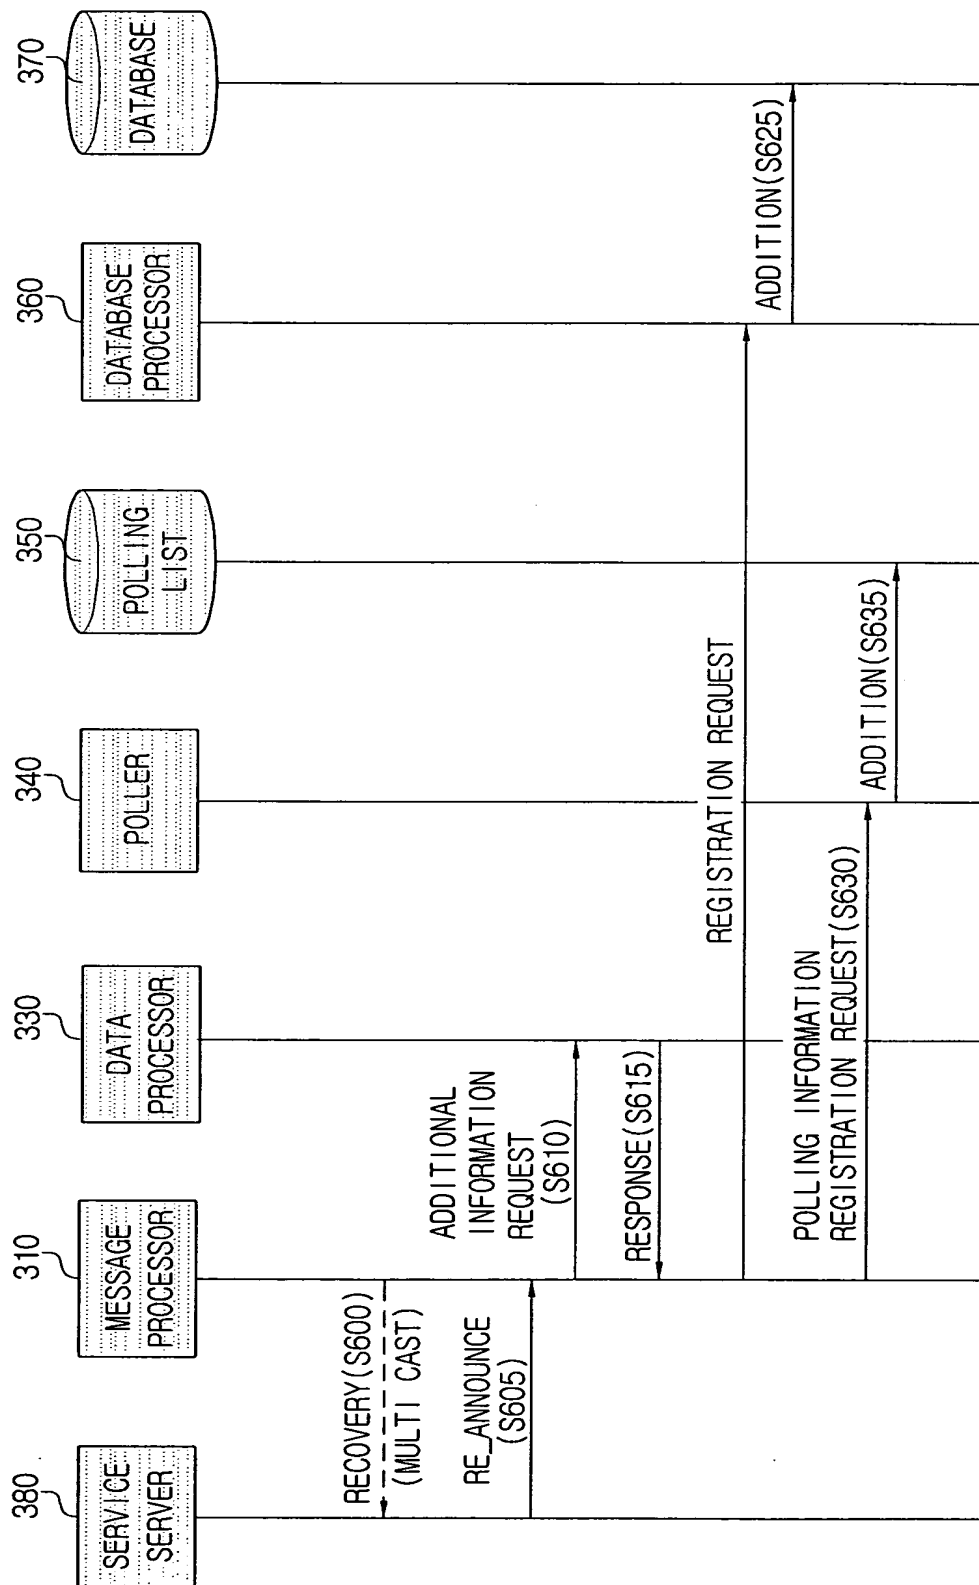 380
SERVICE
SERVER
310
MESSAGE
PROCESSOR
330
DATA
PROCESSOR
340
POLLER
350
POLLING
LIST
360
DATABASE
PROCESSOR
370
DATABASE
RECOVERY(S600)
(MULTI CAST)
RE_ANNOUNCE
(S605)
ADDITIONAL
INFORMATION
REQUEST
(S610)
RESPONSE(S615)
REGISTRATION REQUEST
ADDITION(S625)
POLLING INFORMATION
REGISTRATION REQUEST(S630)
ADDITION(S635)